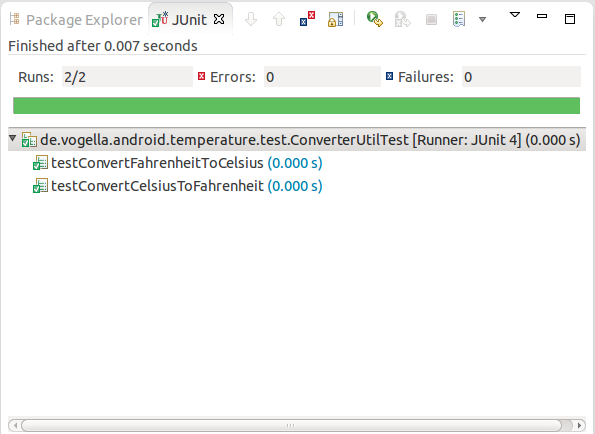 Package Explorer JUnit
Finished after 0.007 seconds
Runs: 2/2 Errors: 0 Failures: 0
de.vogella.android.temperature.test.ConverterUtilTest [Runner: JUnit 4] (0.000 s)
testConvertFahrenheitToCelsius (0.000 s)
testConvertCelsiusToFahrenheit (0.000 s)